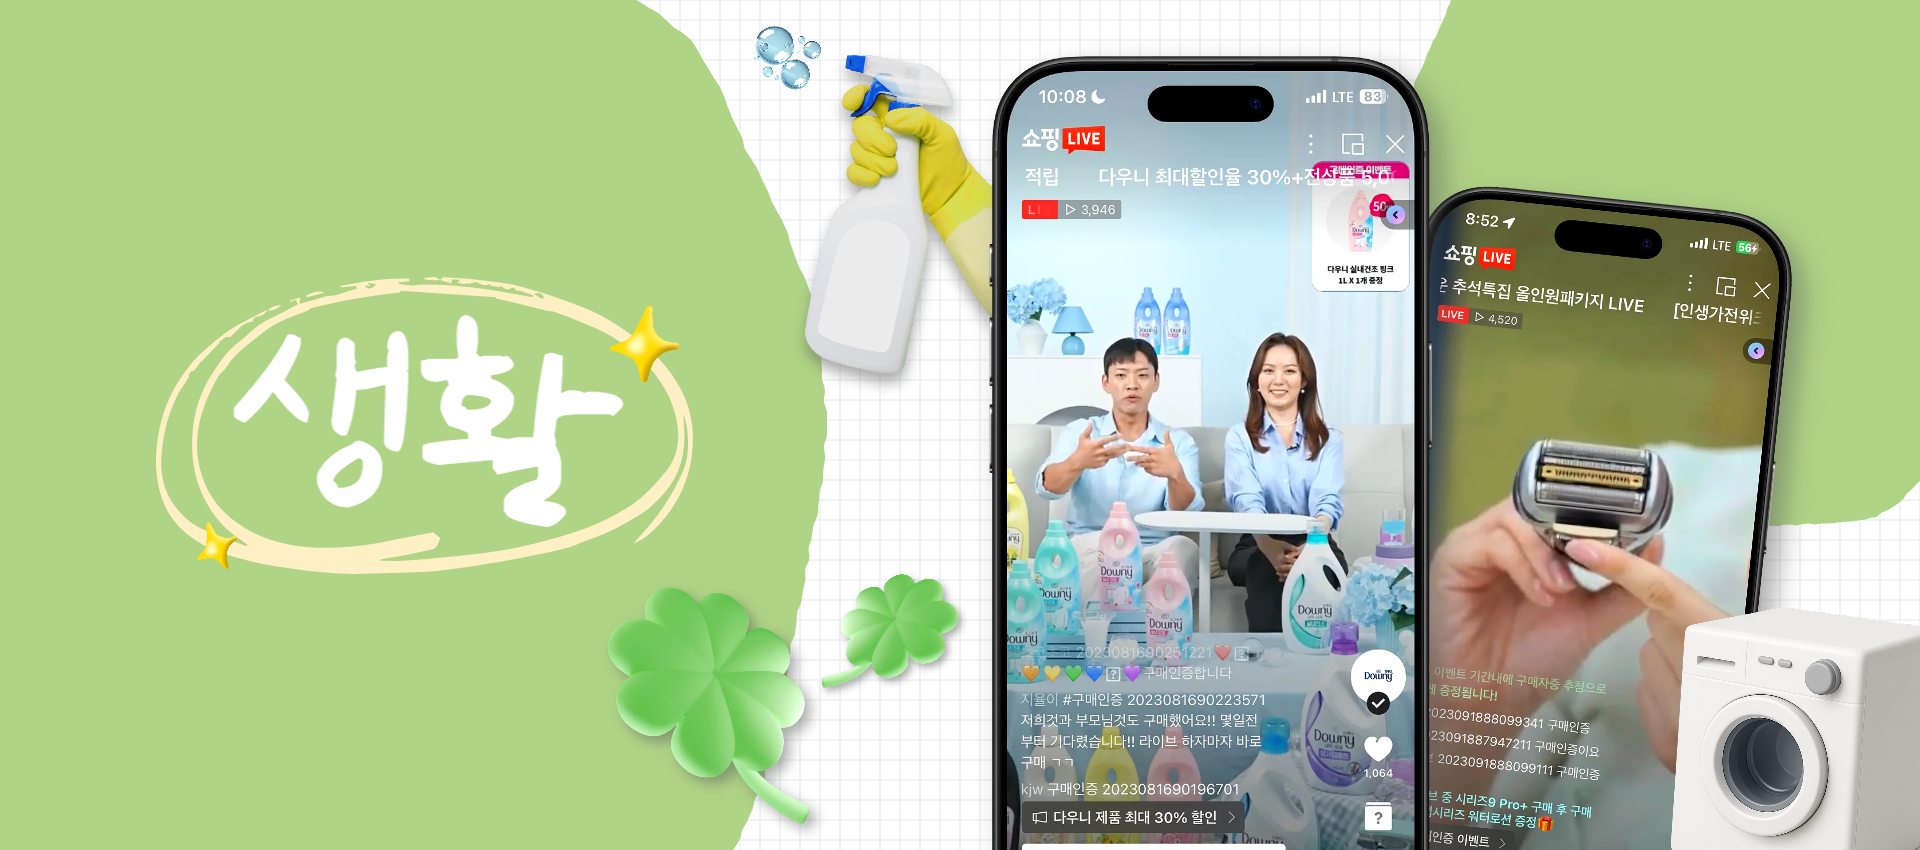 생활
10:08
LTE 83
쇼핑 LIVE
적립 다우니 최대할인율 30%+전상품 5,0
LI
3,946
구매인증 이벤트
50
Downy
다우니 실내건조 핑크
1L X 1개 증정
Downy
Downy
Downy
Downy
Downy
Downy
2023081690251221
구매인증합니다
지율이 #구매인증 2023081690223571
저희것과 부모님것도 구매했어요!! 몇일전
부터 기다렸습니다!! 라이브 하자마자 바로
구매 ㄱㄱ
kjw 구매인증 2023081690196701
다우니 제품 최대 30% 할인
Downy
1,064
?
8:52
LTE 56
쇼핑 LIVE
추석특집 올인원패키지 LIVE [인생가전위크
LIVE 4,520
이벤트 기간내에 구매자중 추첨으로
증정됩니다!
023091888099341 구매인증
023091887947211 구매인증이요
2023091888099111 구매인증
중 시리즈9 Pro+ 구매 후 구매
시리즈 워터로션 증정
인증 이벤트